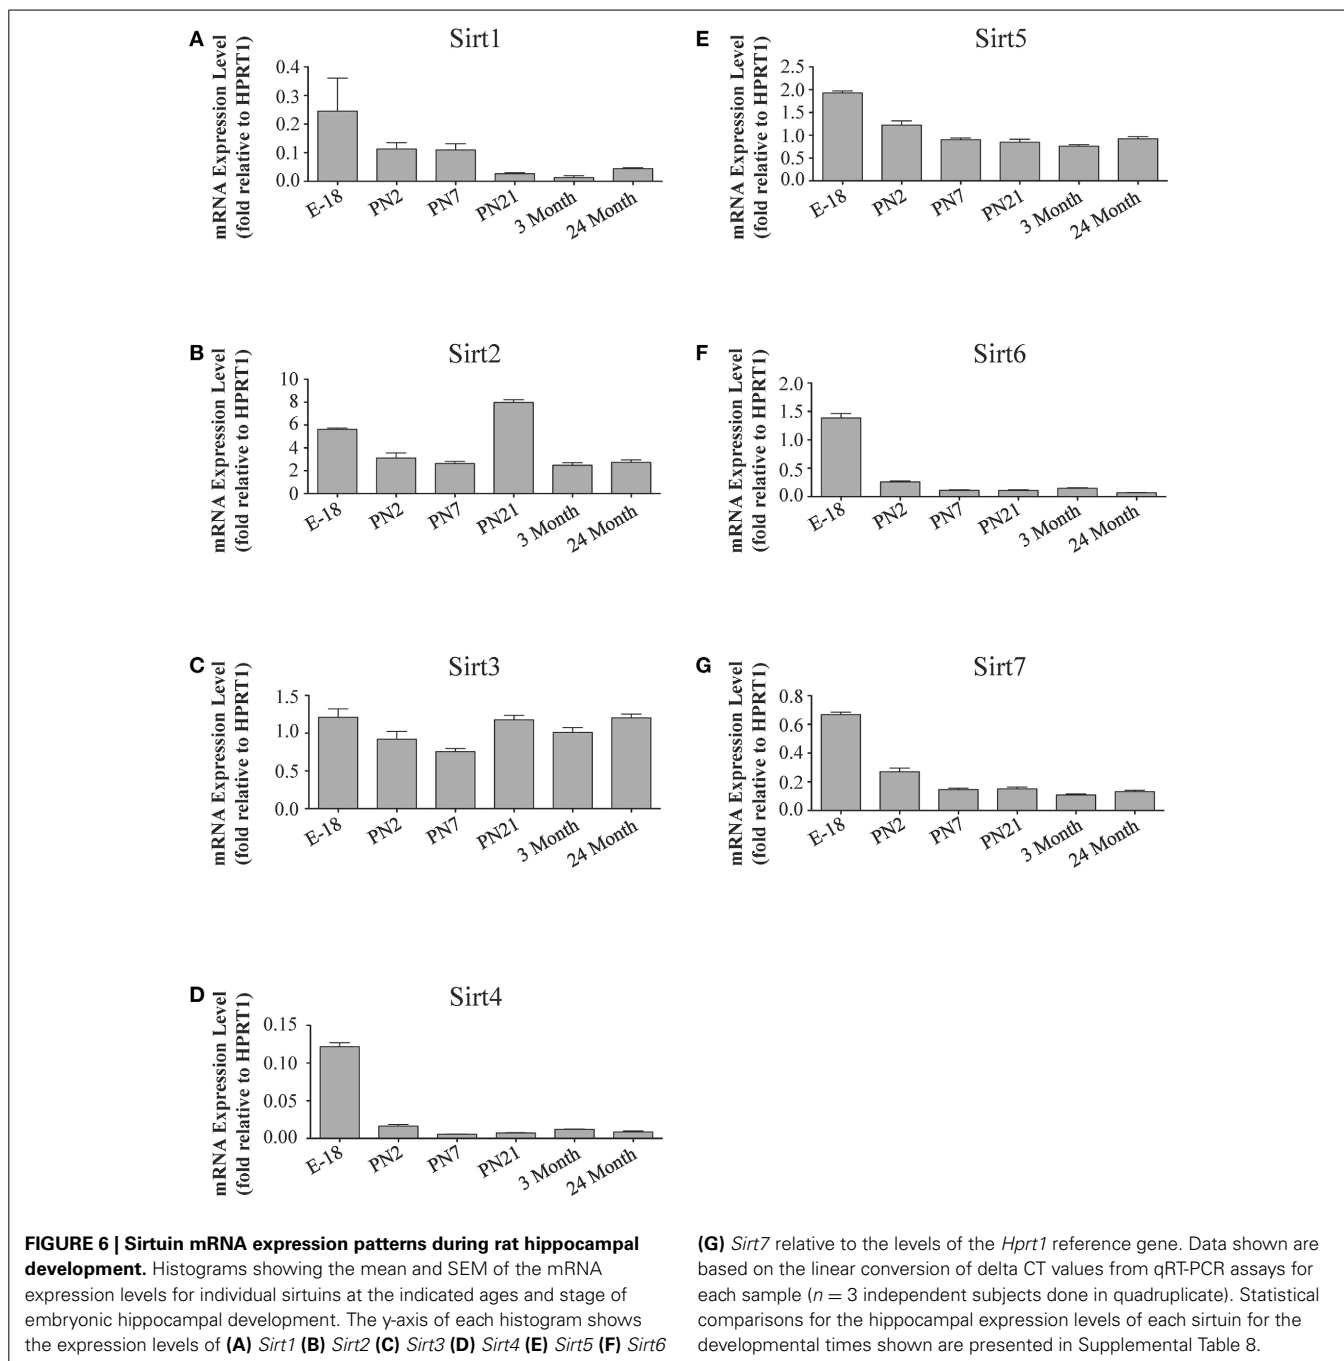 A Sirt1
mRNA Expression Level
(fold relative to HPRT1)
0.4
0.3
0.2
0.1
0.0
E-18 PN2 PN7 PN21 3 Month 24 Month
B Sirt2
mRNA Expression Level
(fold relative to HPRT1)
10
8
6
4
2
0
E-18 PN2 PN7 PN21 3 Month 24 Month
C Sirt3
mRNA Expression Level
(fold relative to HPRT1)
1.5
1.0
0.5
0.0
E-18 PN2 PN7 PN21 3 Month 24 Month
D Sirt4
mRNA Expression Level
(fold relative to HPRT1)
0.15
0.10
0.05
0.00
E-18 PN2 PN7 PN21 3 Month 24 Month
E Sirt5
mRNA Expression Level
(fold relative to HPRT1)
2.5
2.0
1.5
1.0
0.5
0.0
E-18 PN2 PN7 PN21 3 Month 24 Month
F Sirt6
mRNA Expression Level
(fold relative to HPRT1)
2.0
1.5
1.0
0.5
0.0
E-18 PN2 PN7 PN21 3 Month 24 Month
G Sirt7
mRNA Expression Level
(fold relative to HPRT1)
0.8
0.6
0.4
0.2
0.0
E-18 PN2 PN7 PN21 3 Month 24 Month
FIGURE 6 | Sirtuin mRNA expression patterns during rat hippocampal
development. Histograms showing the mean and SEM of the mRNA
expression levels for individual sirtuins at the indicated ages and stage of
embryonic hippocampal development. The y-axis of each histogram shows
the expression levels of (A) Sirt1 (B) Sirt2 (C) Sirt3 (D) Sirt4 (E) Sirt5 (F) Sirt6
(G) Sirt7 relative to the levels of the Hprt1 reference gene. Data shown are
based on the linear conversion of delta CT values from qRT-PCR assays for
each sample (n = 3 independent subjects done in quadruplicate). Statistical
comparisons for the hippocampal expression levels of each sirtuin for the
developmental times shown are presented in Supplemental Table 8.